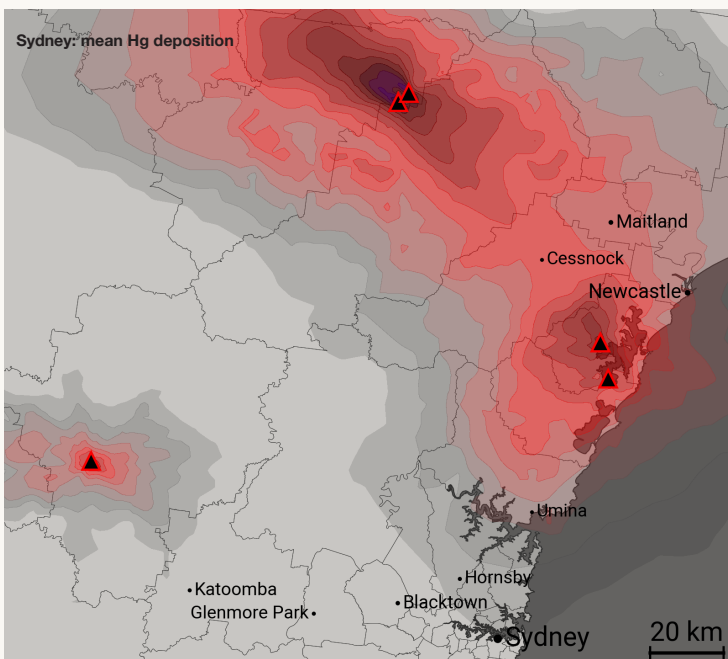 Sydney: mean Hg deposition
Maitland
Cessnock
Newcastle
Umina
Hornsby
Katoomba
Blacktown
Glenmore Park
Sydney
20 km